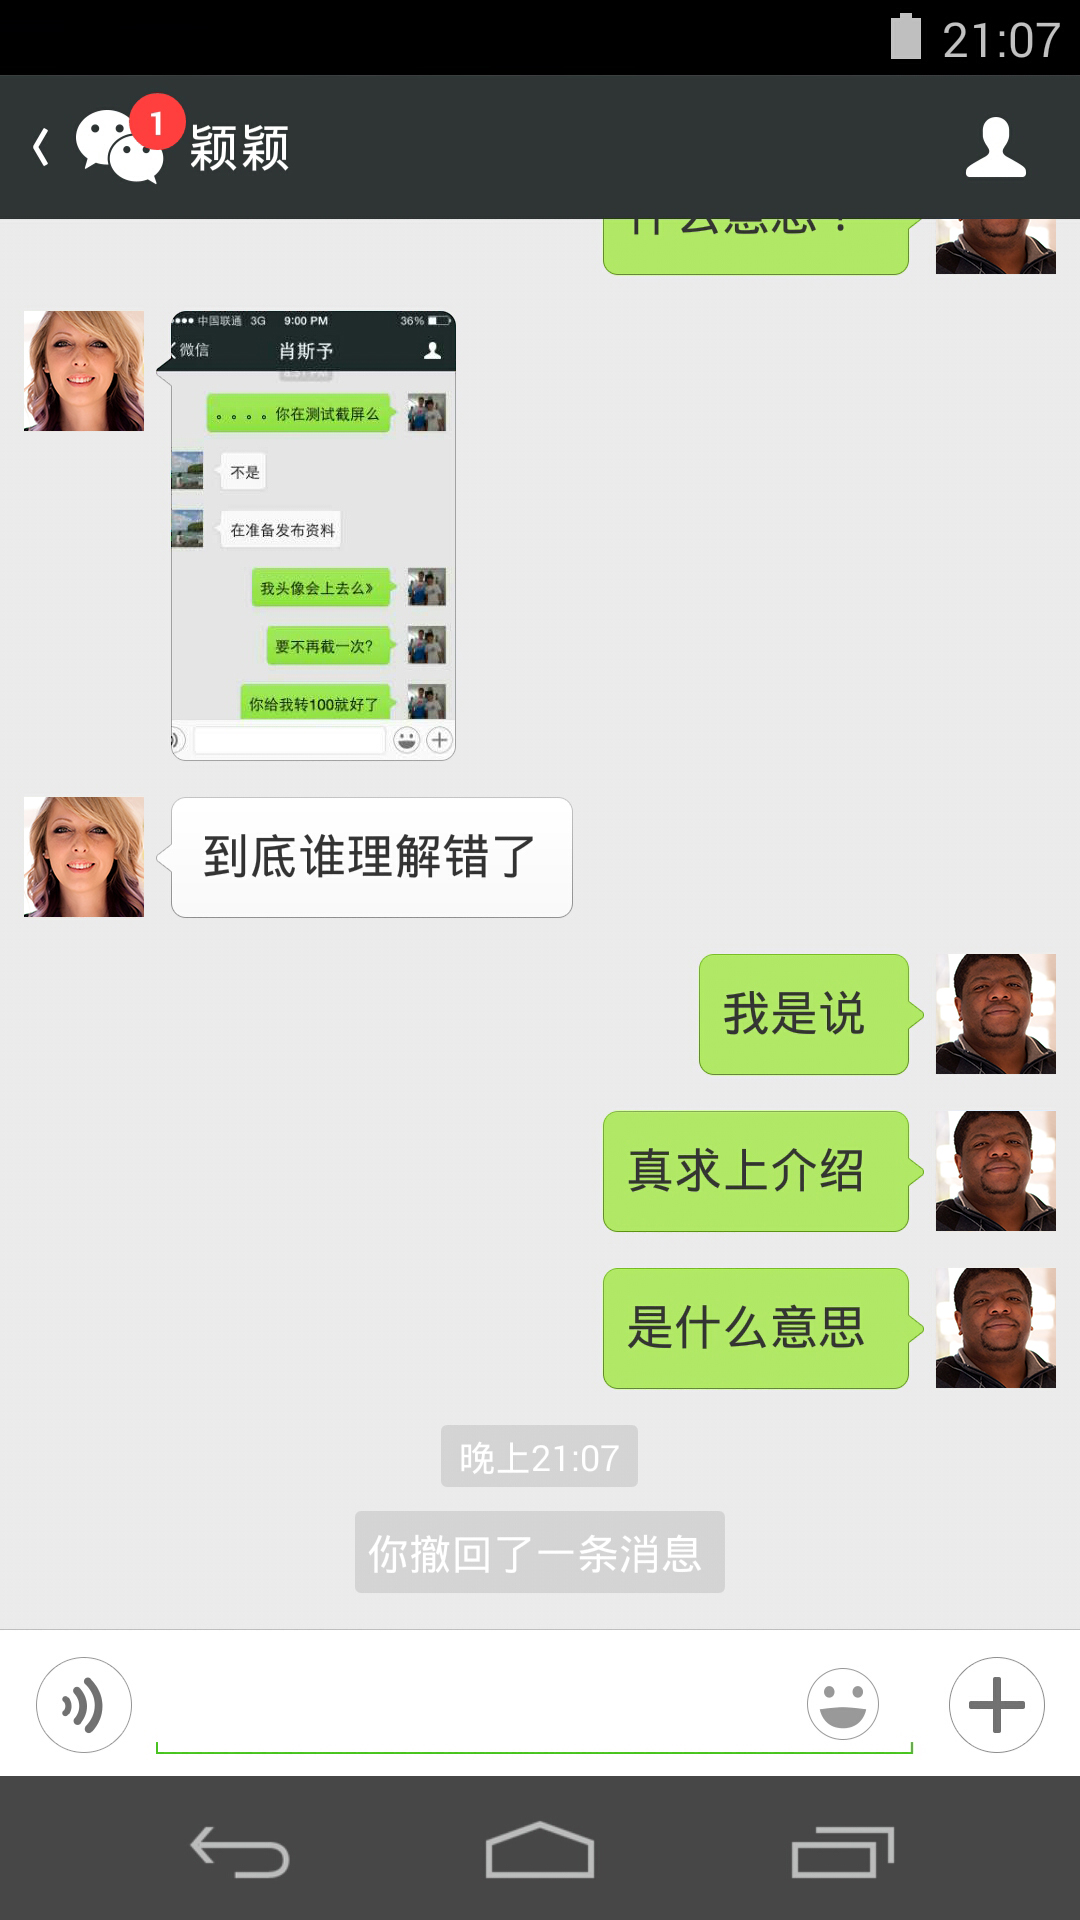 21:07
1
颖颖
什么意思？
中国联通 3G 9:00 PM 36%
微信 肖斯予
。。。。你在测试截屏么
不是
在准备发布资料
我头像会上去么》
要不再截一次?
你给我转100就好了
到底谁理解错了
我是说
真求上介绍
是什么意思
晚上21:07
你撤回了一条消息